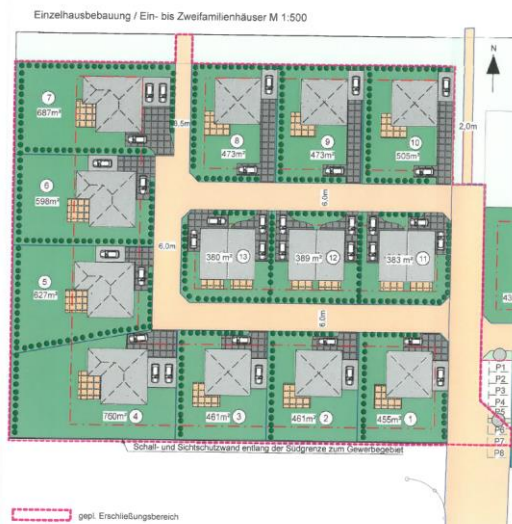 Einzelhausbebauung / Ein- bis Zweifamilienhäuser M 1:500
N
7
687m²
8
473m²
9
473m²
10
505m²
2,0m
6
598m²
6,0m
6,0m
380 m²
13
389 m²
12
383 m²
11
5
627m²
6,0m
43
760m²
4
461m²
3
461m²
2
455m²
1
P1
P2
P3
P4
P5
P6
P7
P8
Schall- und Sichtschutzwand entlang der Südgrenze zum Gewerbegebiet
gepl. Erschließungsbereich